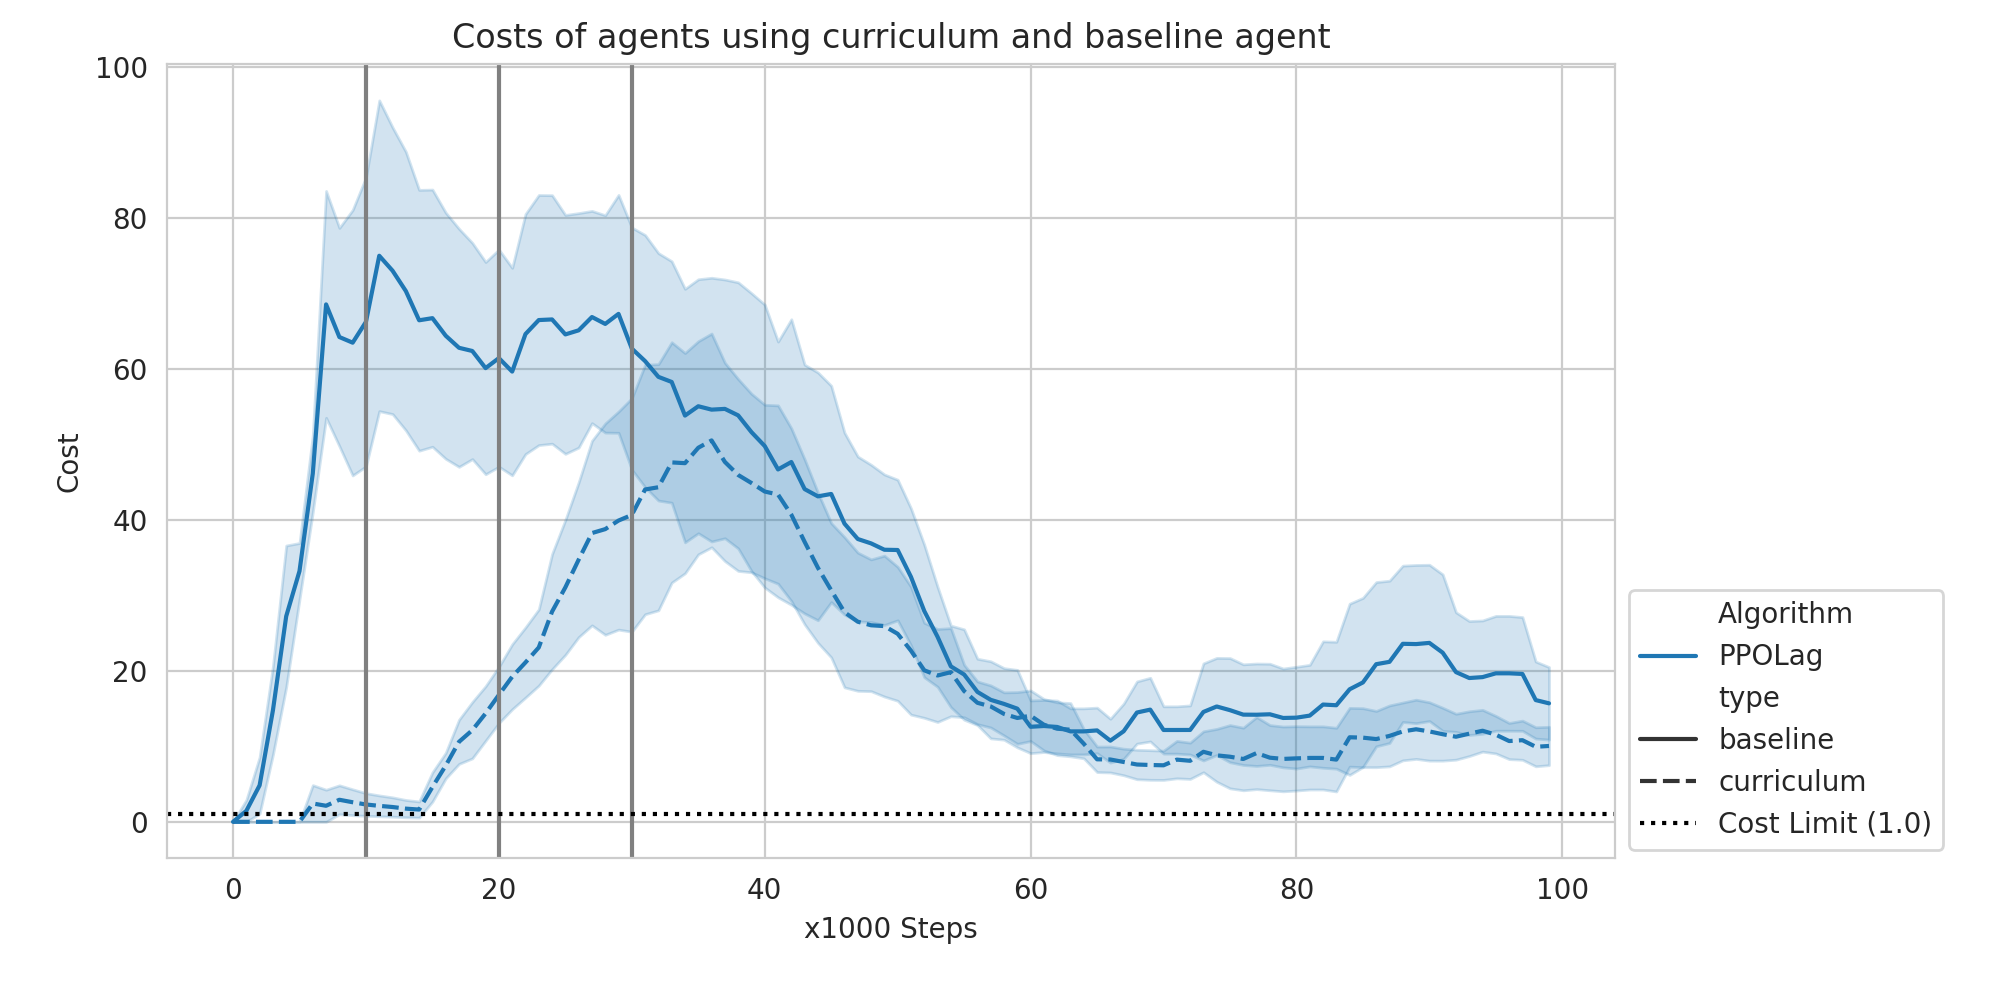 Costs of agents using curriculum and baseline agent
100
80
60
40
20
0
Cost
0 20 40 60 80 100
x1000 Steps
Algorithm
PPOLag
type
baseline
curriculum
Cost Limit (1.0)